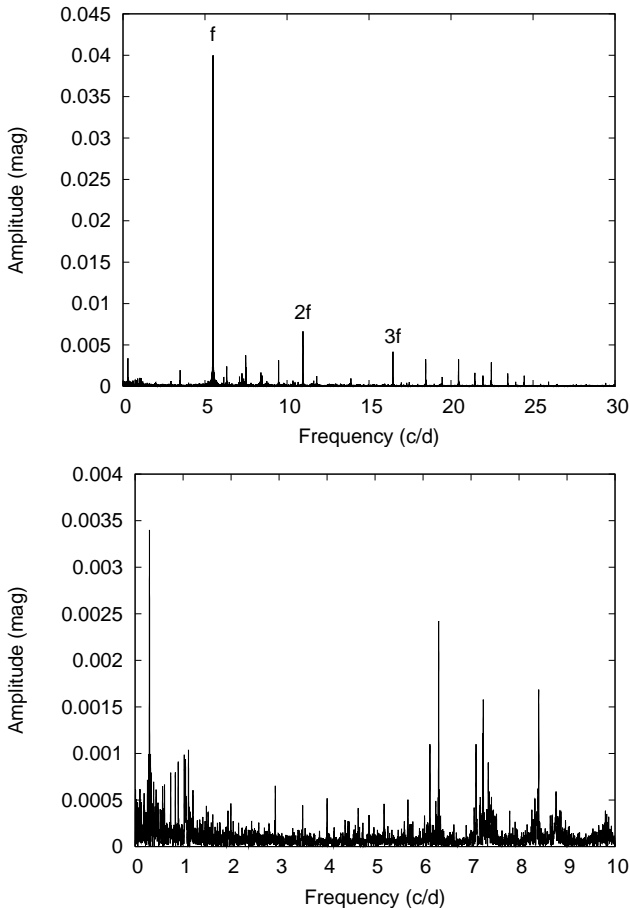 0.045
0.04
0.035
0.03
0.025
0.02
0.015
0.01
0.005
0
Amplitude (mag)
f
2f
3f
0 5 10 15 20 25 30
Frequency (c/d)
0.004
0.0035
0.003
0.0025
0.002
0.0015
0.001
0.0005
0
Amplitude (mag)
0 1 2 3 4 5 6 7 8 9 10
Frequency (c/d)